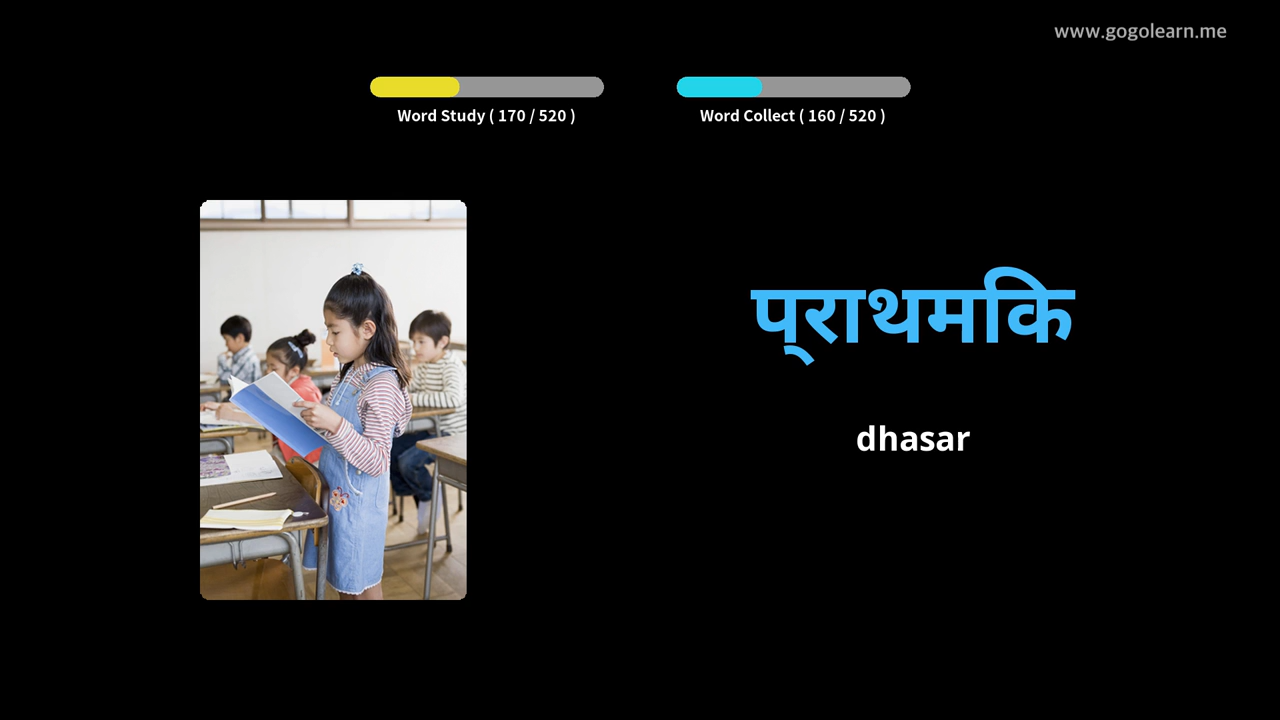 www.gogolearn.me
Word Study ( 170 / 520 )
Word Collect ( 160 / 520 )
प्राथमिक
dhasar